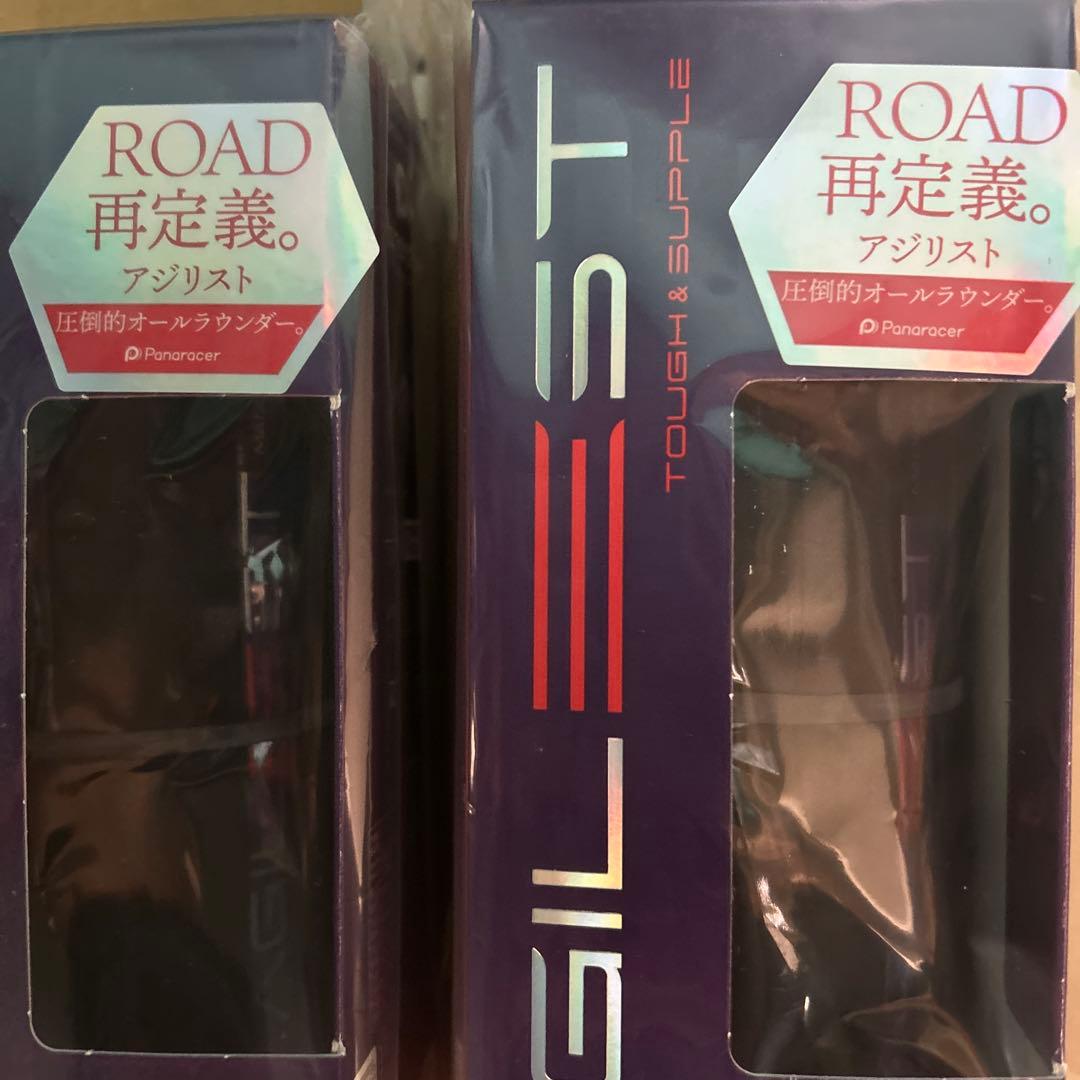 ROAD
再定義。
アジリスト
圧倒的オールラウンダー。
Panaracer
GILEST
TOUGH & SUPPLE
ROAD
再定義。
アジリスト
圧倒的オールラウンダー。
Panaracer